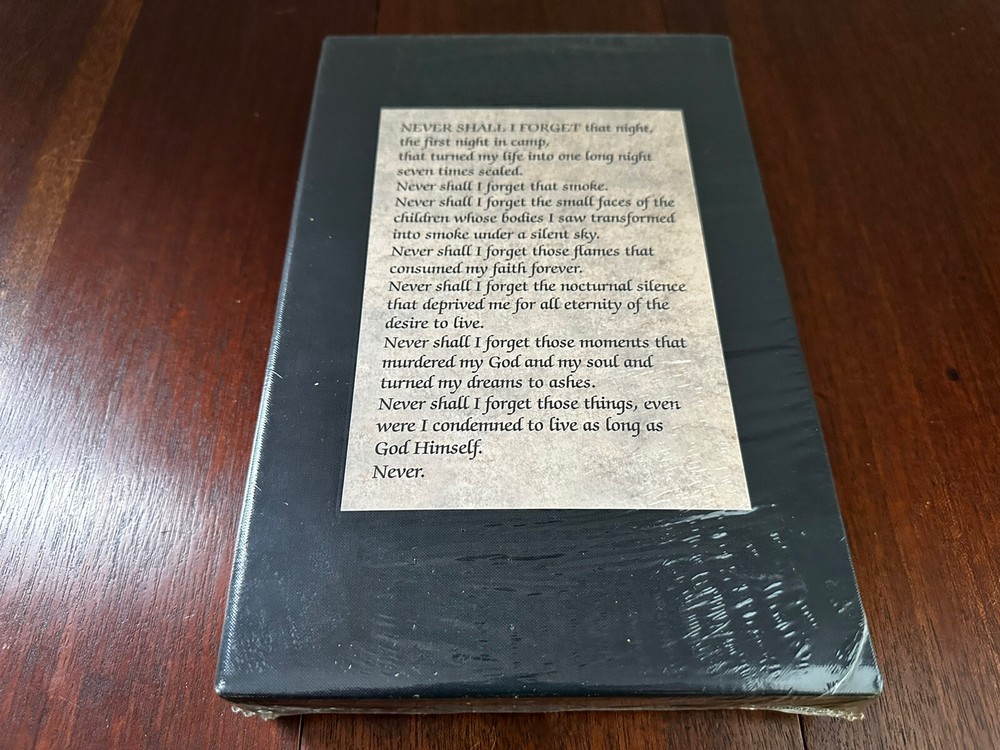 NEVER SHALL I FORGET that night,
the first night in camp,
that turned my life into one long night
seven times sealed.
Never shall I forget that smoke.
Never shall I forget the small faces of the
children whose bodies I saw transformed
into smoke under a silent sky.
Never shall I forget those flames that
consumed my faith forever.
Never shall I forget the nocturnal silence
that deprived me for all eternity of the
desire to live.
Never shall I forget those moments that
murdered my God and my soul and
turned my dreams to ashes.
Never shall I forget those things, even
were I condemned to live as long as
God Himself.
Never.